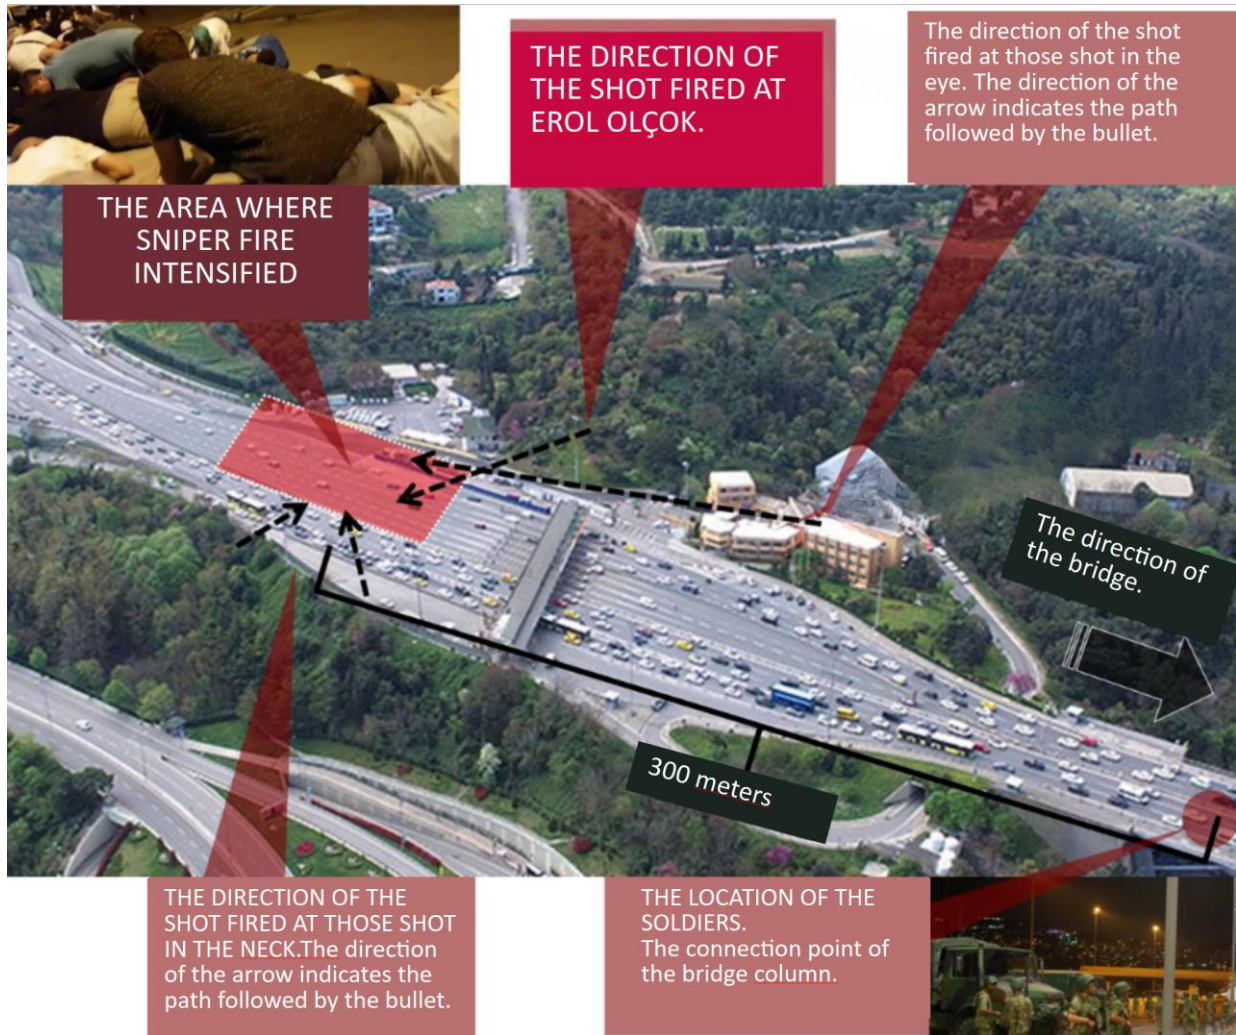 THE DIRECTION OF
THE SHOT FIRED AT
EROL OLÇOK.
The direction of the shot
fired at those shot in the
eye. The direction of the
arrow indicates the path
followed by the bullet.
THE AREA WHERE
SNIPER FIRE
INTENSIFIED
The direction of
the bridge.
300 meters
THE DIRECTION OF THE
SHOT FIRED AT THOSE SHOT
IN THE NECK.The direction
of the arrow indicates the
path followed by the bullet.
THE LOCATION OF THE
SOLDIERS.
The connection point of
the bridge column.